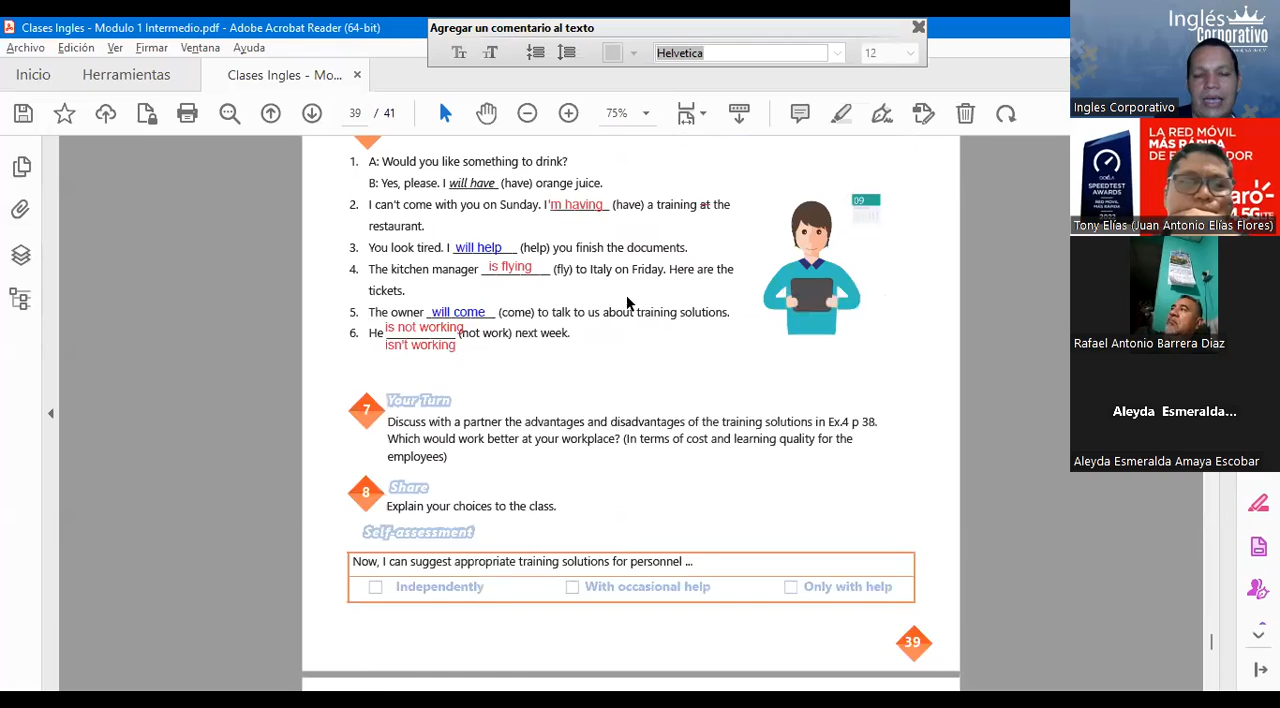 Clases Ingles - Modulo 1 Intermedio.pdf - Adobe Acrobat Reader (64-bit)
Archivo Edición Ver Firmar Ventana Ayuda
Agregar un comentario al texto
Helvetica 12
Inicio Herramientas Clases Ingles - Mo...
39 / 41 75%
1. A: Would you like something to drink?
B: Yes, please. I will have (have) orange juice.
2. I can't come with you on Sunday. I'm having (have) a training at the
restaurant.
3. You look tired. I will help (help) you finish the documents.
4. The kitchen manager is flying (fly) to Italy on Friday. Here are the
tickets.
5. The owner will come (come) to talk to us about training solutions.
is not working
6. He ____________ (not work) next week.
isn't working
09
7 Your Turn
Discuss with a partner the advantages and disadvantages of the training solutions in Ex.4 p 38.
Which would work better at your workplace? (In terms of cost and learning quality for the
employees)
8 Share
Explain your choices to the class.
Self-assessment
Now, I can suggest appropriate training solutions for personnel ...
Independently With occasional help Only with help
39
Inglés
Corporativo
Ingles Corporativo
LA RED MÓVIL
MÁS RÁPIDA
SPEEDTEST
AWARDS
Tony Elías (Juan Antonio Elías Flores)
Rafael Antonio Barrera Diaz
Aleyda Esmeralda...
Aleyda Esmeralda Amaya Escobar